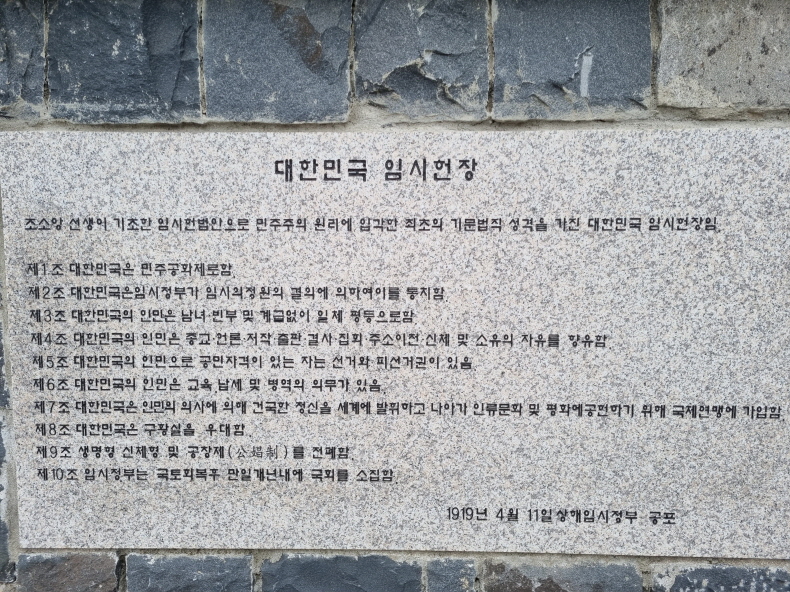 대한민국 임시헌장
조소앙 선생이 기초한 임시헌법안으로 민주주의 원리에 입각한 최초의 기문법적 성격을 가진 대한민국 임시헌장임.
제1조 대한민국은 민주공화제로함
제2조 대한민국은임시정부가 임시의정원의 결의에 의하여이를 통치함
제3조 대한민국의 인민은 남녀·빈부 및 계급없이 일체 평등으로함
제4조 대한민국의 인민은 종교·언론·저작·출판·결사·집회·주소이전·신체 및 소유의 자유를 향유함
제5조 대한민국의 인민으로 공민자격이 있는 자는 선거와 피선거권이 있음
제6조 대한민국의 인민은 교육 납세 및 병역의 의무가 있음.
제7조 대한민국은 인민의 의사에 의해 건국한 정신을 세계에 발휘하고 나아가 인류문화 및 평화에공헌하기 위해 국제연맹에 가입함.
제8조 대한민국은 구황실을 우대함.
제9조 생명형 신체형 및 공창제(公娼制)를 전폐함.
제10조 임시정부는 국토회복후 만일개년내에 국회를 소집함.
1919년 4월 11일상해임시정부 공포